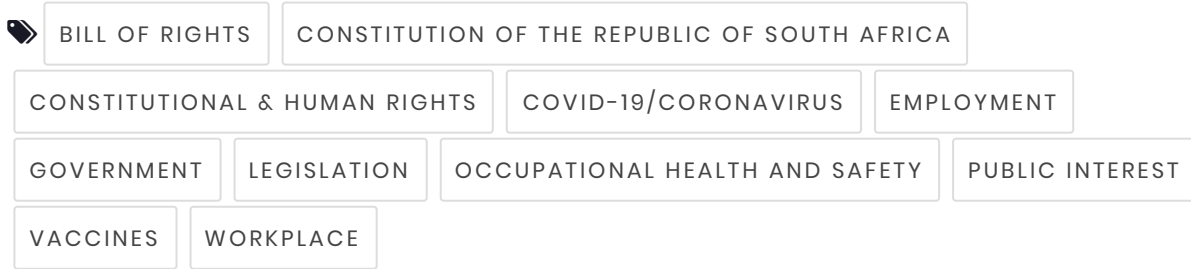 BILL OF RIGHTS CONSTITUTION OF THE REPUBLIC OF SOUTH AFRICA
CONSTITUTIONAL & HUMAN RIGHTS COVID-19/CORONAVIRUS EMPLOYMENT
GOVERNMENT LEGISLATION OCCUPATIONAL HEALTH AND SAFETY PUBLIC INTEREST
VACCINES WORKPLACE